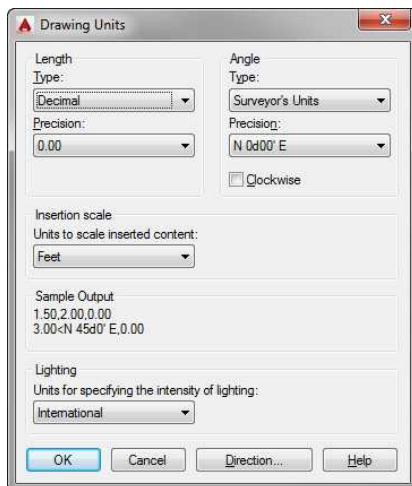 Drawing Units
Length
Type:
Decimal
Precision:
0.00
Angle
Type:
Surveyor's Units
Precision:
N 0d00' E
Clockwise
Insertion scale
Units to scale inserted content:
Feet
Sample Output
1.50,2.00,0.00
3.00<N 45d0' E,0.00
Lighting
Units for specifying the intensity of lighting:
International
OK Cancel Direction... Help